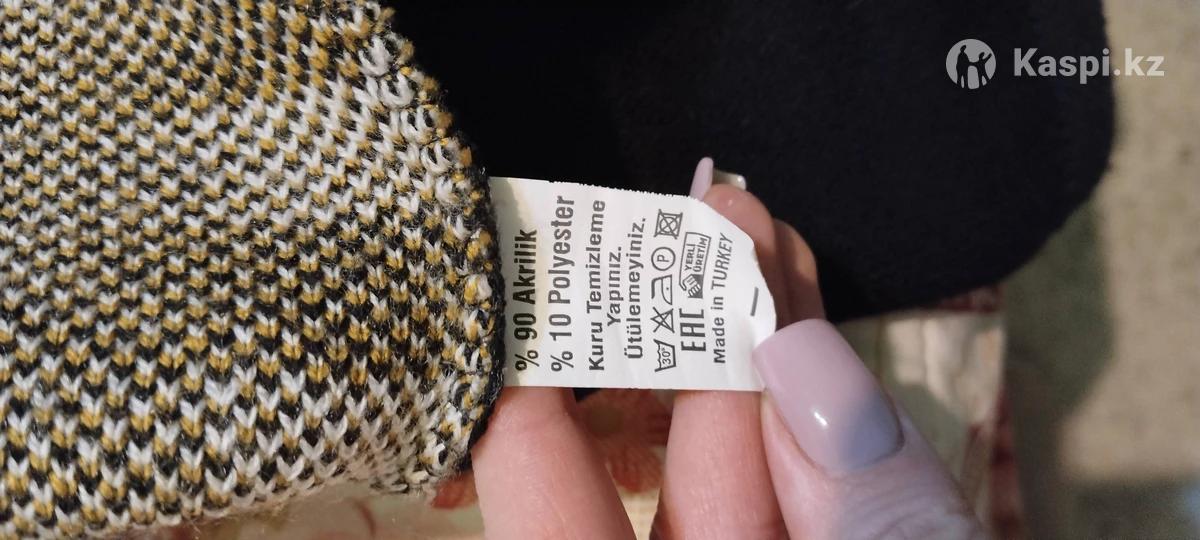 Kaspi.kz
% 90 Akrilik
% 10 Polyester
Kuru Temizleme
Yapınız.
Ütülemeyiniz.
30° P
EAC YERLİ
ÜRETİM
Made in TURKEY